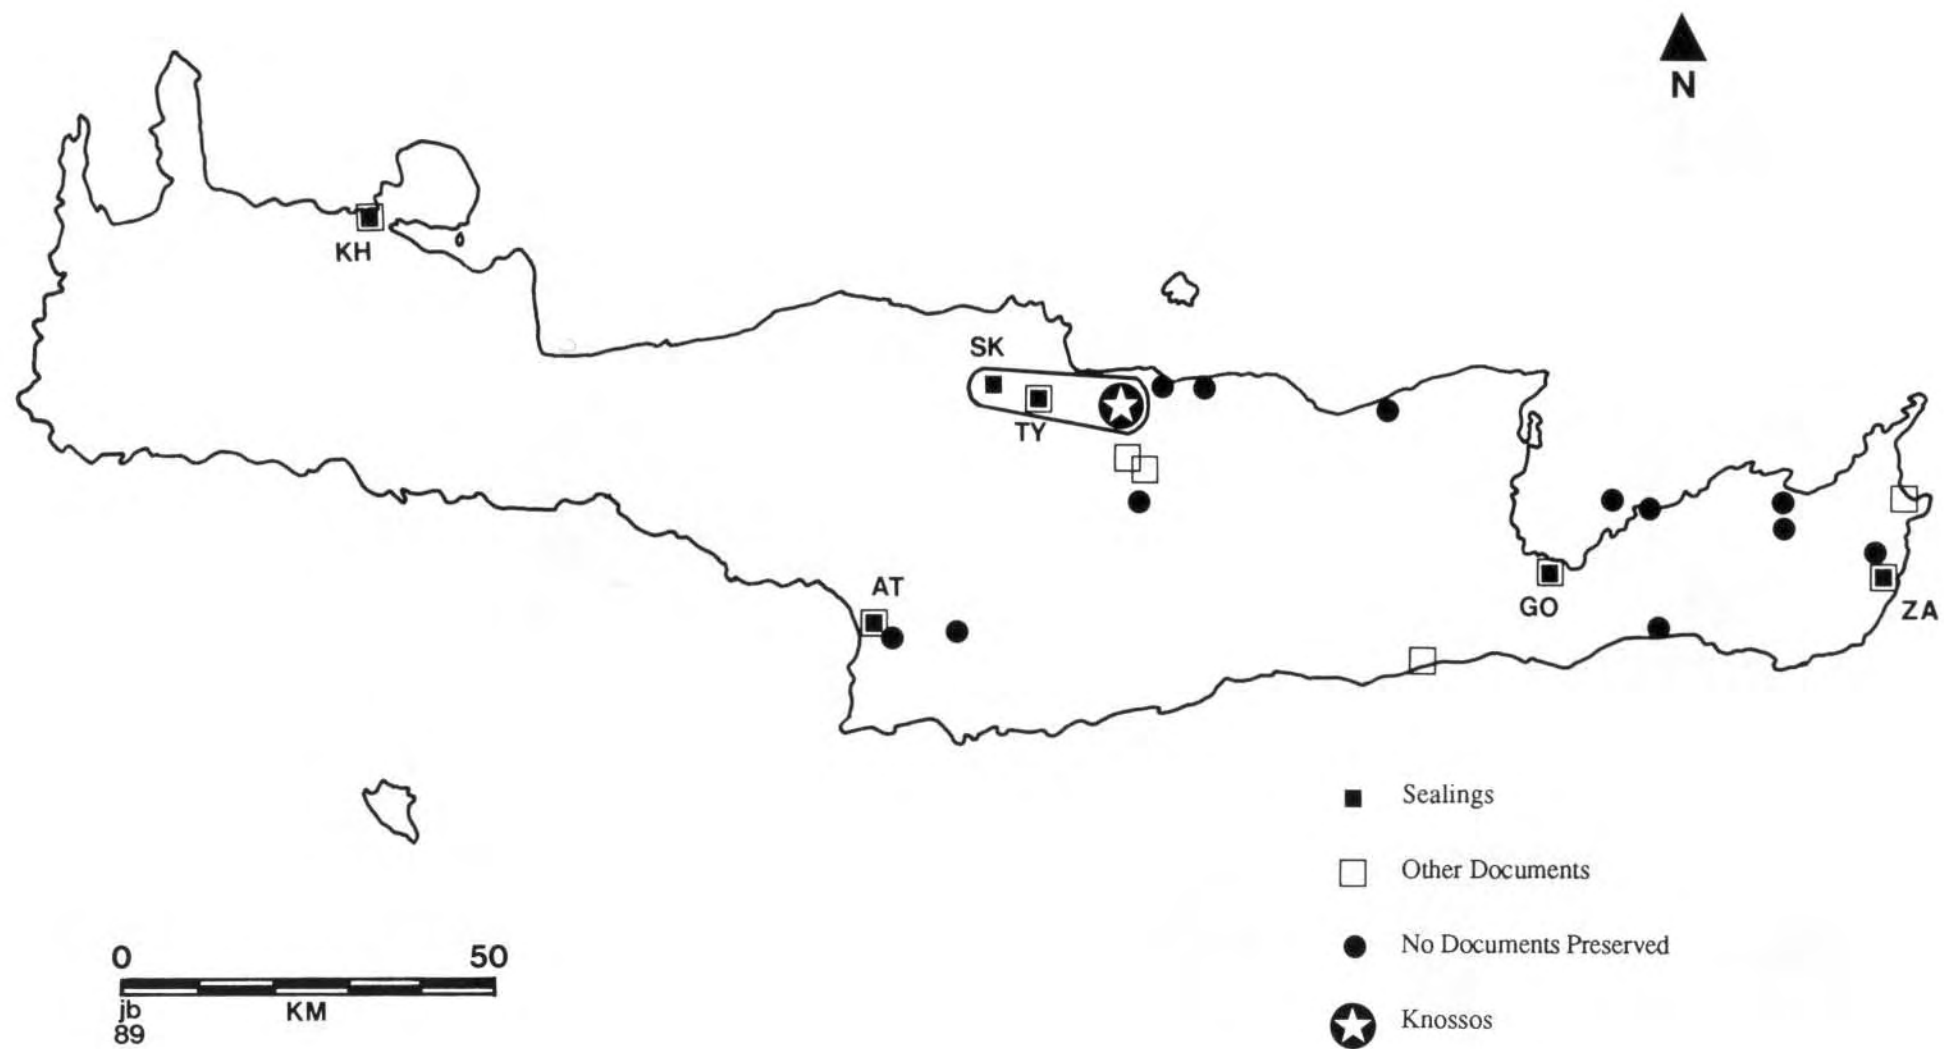 N
KH
SK
TY
AT
GO
ZA
Sealings
Other Documents
No Documents Preserved
Knossos
0 50
jb
89
KM